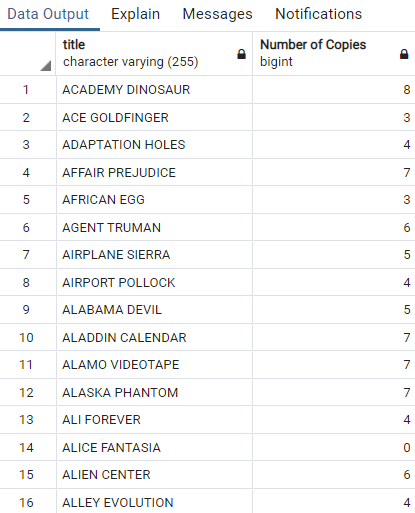 Data Output Explain Messages Notifications
title Number of Copies
character varying (255) bigint
1 ACADEMY DINOSAUR 8
2 ACE GOLDFINGER 3
3 ADAPTATION HOLES 4
4 AFFAIR PREJUDICE 7
5 AFRICAN EGG 3
6 AGENT TRUMAN 6
7 AIRPLANE SIERRA 5
8 AIRPORT POLLOCK 4
9 ALABAMA DEVIL 5
10 ALADDIN CALENDAR 7
11 ALAMO VIDEOTAPE 7
12 ALASKA PHANTOM 7
13 ALI FOREVER 4
14 ALICE FANTASIA 0
15 ALIEN CENTER 6
16 ALLEY EVOLUTION 4